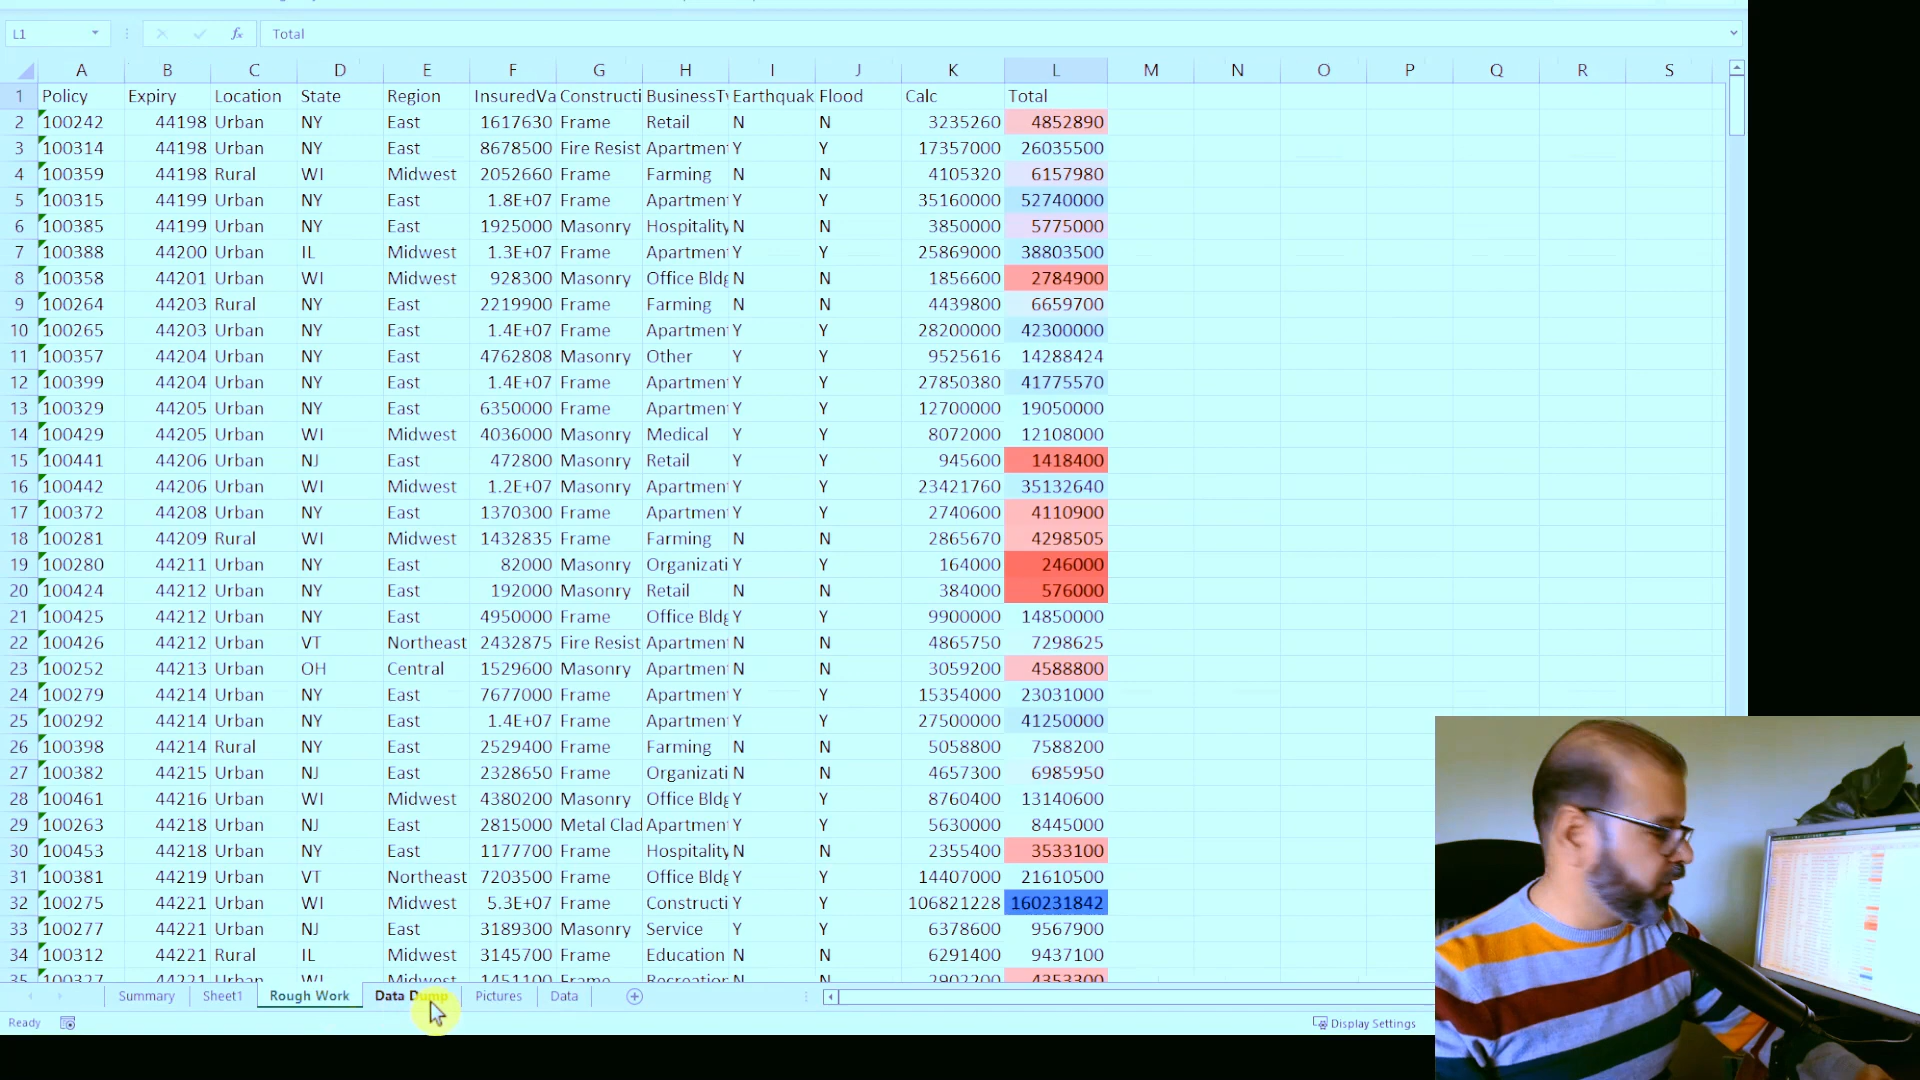 L1 fx Total
A B C D E F G H I J K L M N O P Q R S
1 Policy Expiry Location State Region InsuredVa Constructi BusinessTy Earthquak Flood Calc Total
2 100242 44198 Urban NY East 1617630 Frame Retail N N 3235260 4852890
3 100314 44198 Urban NY East 8678500 Fire Resist Apartmen Y Y 17357000 26035500
4 100359 44198 Rural WI Midwest 2052660 Frame Farming N N 4105320 6157980
5 100315 44199 Urban NY East 1.8E+07 Frame Apartmen Y Y 35160000 52740000
6 100385 44199 Urban NY East 1925000 Masonry Hospitality N N 3850000 5775000
7 100388 44200 Urban IL Midwest 1.3E+07 Frame Apartmen Y Y 25869000 38803500
8 100358 44201 Urban WI Midwest 928300 Masonry Office Bldg N N 1856600 2784900
9 100264 44203 Rural NY East 2219900 Frame Farming N N 4439800 6659700
10 100265 44203 Urban NY East 1.4E+07 Frame Apartmen Y Y 28200000 42300000
11 100357 44204 Urban NY East 4762808 Masonry Other Y Y 9525616 14288424
12 100399 44204 Urban NY East 1.4E+07 Frame Apartmen Y Y 27850380 41775570
13 100329 44205 Urban NY East 6350000 Frame Apartmen Y Y 12700000 19050000
14 100429 44205 Urban WI Midwest 4036000 Masonry Medical Y Y 8072000 12108000
15 100441 44206 Urban NJ East 472800 Masonry Retail Y Y 945600 1418400
16 100442 44206 Urban WI Midwest 1.2E+07 Masonry Apartmen Y Y 23421760 35132640
17 100372 44208 Urban NY East 1370300 Frame Apartmen Y Y 2740600 4110900
18 100281 44209 Rural WI Midwest 1432835 Frame Farming N N 2865670 4298505
19 100280 44211 Urban NY East 82000 Masonry Organizati Y Y 164000 246000
20 100424 44212 Urban NY East 192000 Masonry Retail N N 384000 576000
21 100425 44212 Urban NY East 4950000 Frame Office Bldg Y Y 9900000 14850000
22 100426 44212 Urban VT Northeast 2432875 Fire Resist Apartmen N N 4865750 7298625
23 100252 44213 Urban OH Central 1529600 Masonry Apartmen N N 3059200 4588800
24 100279 44214 Urban NY East 7677000 Frame Apartmen Y Y 15354000 23031000
25 100292 44214 Urban NY East 1.4E+07 Frame Apartmen Y Y 27500000 41250000
26 100398 44214 Rural NY East 2529400 Frame Farming N N 5058800 7588200
27 100382 44215 Urban NJ East 2328650 Frame Organizati N N 4657300 6985950
28 100461 44216 Urban WI Midwest 4380200 Masonry Office Bldg Y Y 8760400 13140600
29 100263 44218 Urban NJ East 2815000 Metal Clad Apartmen Y Y 5630000 8445000
30 100453 44218 Urban NY East 1177700 Frame Hospitality N N 2355400 3533100
31 100381 44219 Urban VT Northeast 7203500 Frame Office Bldg Y Y 14407000 21610500
32 100275 44221 Urban WI Midwest 5.3E+07 Frame Constructi Y Y 106821228 160231842
33 100277 44221 Urban NJ East 3189300 Masonry Service Y Y 6378600 9567900
34 100312 44221 Rural IL Midwest 3145700 Frame Education N N 6291400 9437100
35 100327 44221 Urban WI Midwest 1451100 Frame Recreation N N 2902200 4353300
Summary Sheet1 Rough Work Data Dump Pictures Data
Ready Display Settings